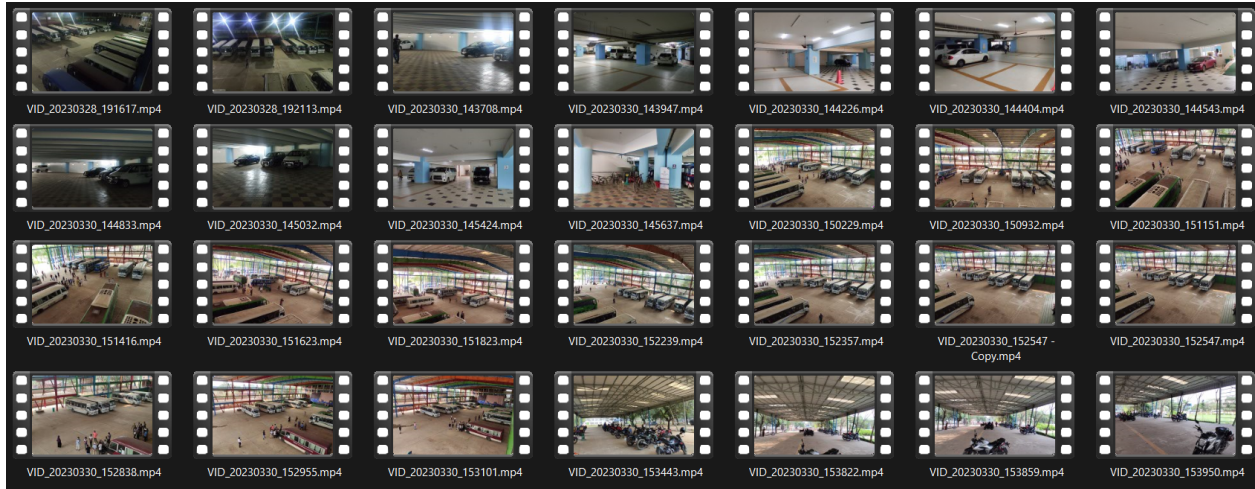 VID_20230328_191617.mp4
VID_20230328_192113.mp4
VID_20230330_143708.mp4
VID_20230330_143947.mp4
VID_20230330_144226.mp4
VID_20230330_144404.mp4
VID_20230330_144543.mp4
VID_20230330_144833.mp4
VID_20230330_145032.mp4
VID_20230330_145424.mp4
VID_20230330_145637.mp4
VID_20230330_150229.mp4
VID_20230330_150932.mp4
VID_20230330_151151.mp4
VID_20230330_151416.mp4
VID_20230330_151623.mp4
VID_20230330_151823.mp4
VID_20230330_152239.mp4
VID_20230330_152357.mp4
VID_20230330_152547 -
Copy.mp4
VID_20230330_152547.mp4
VID_20230330_152838.mp4
VID_20230330_152955.mp4
VID_20230330_153101.mp4
VID_20230330_153443.mp4
VID_20230330_153822.mp4
VID_20230330_153859.mp4
VID_20230330_153950.mp4